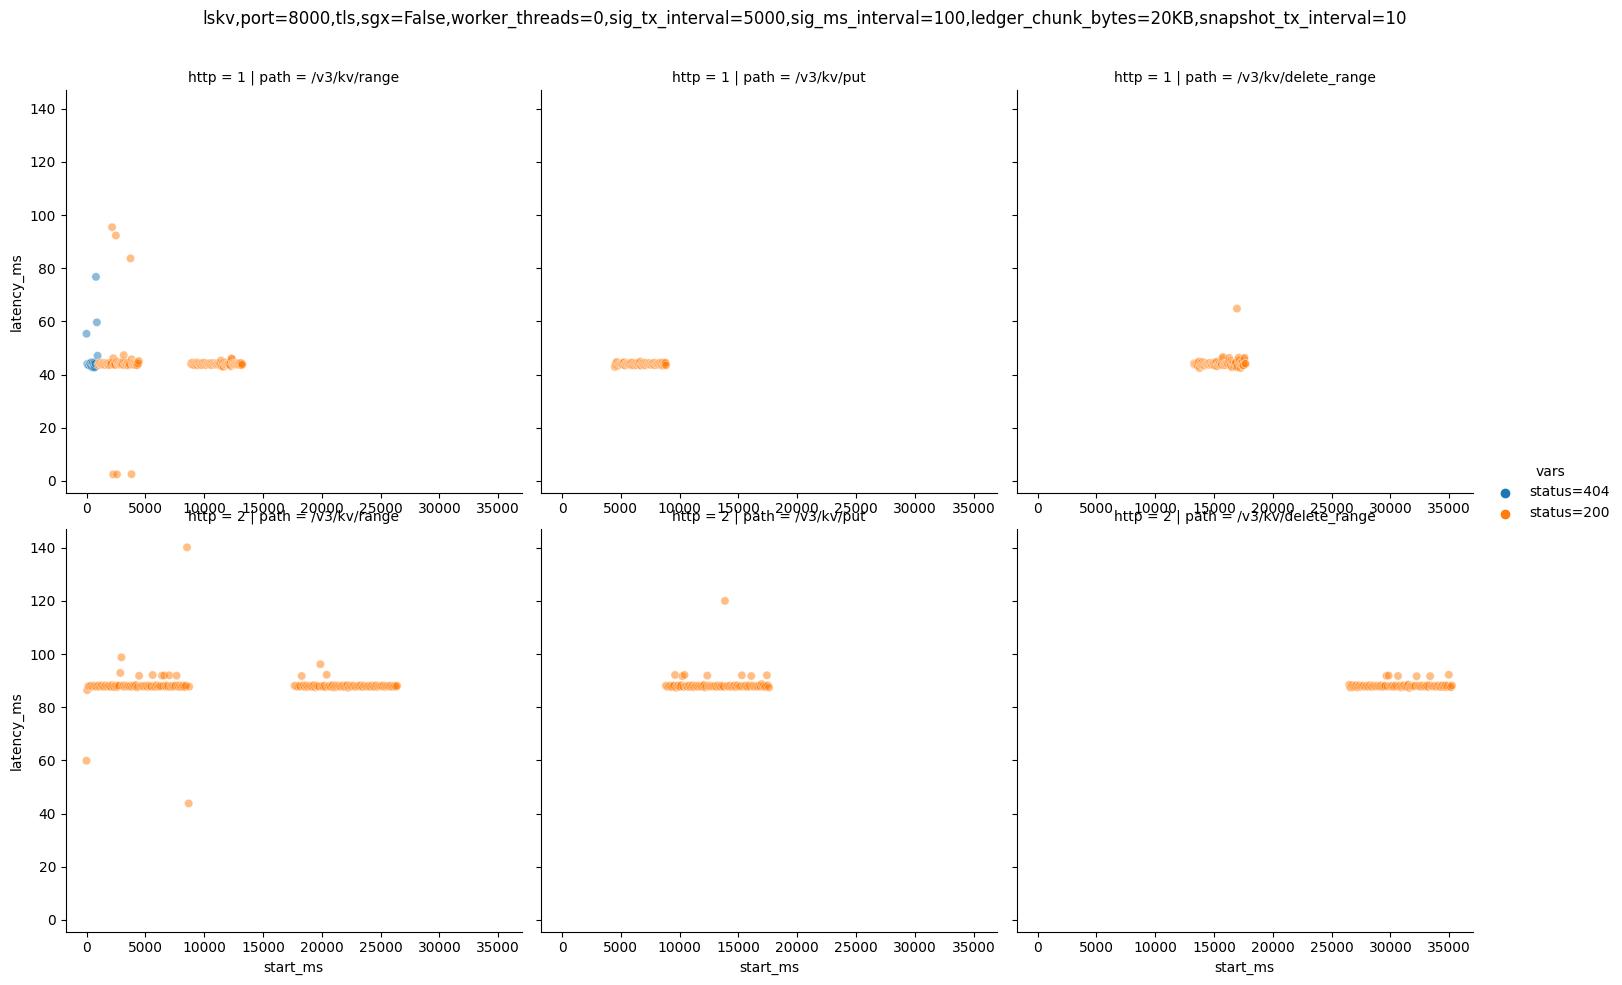 lskv,port=8000,tls,sgx=False,worker_threads=0,sig_tx_interval=5000,sig_ms_interval=100,ledger_chunk_bytes=20KB,snapshot_tx_interval=10
http = 1 | path = /v3/kv/range
http = 1 | path = /v3/kv/put
http = 1 | path = /v3/kv/delete_range
140
120
100
80
60
40
20
0
latency_ms
0 5000 10000 15000 20000 25000 30000 35000
0 5000 10000 15000 20000 25000 30000 35000
0 5000 10000 15000 20000 25000 30000 35000
vars
status=404
status=200
http = 2 | path = /v3/kv/range
http = 2 | path = /v3/kv/put
http = 2 | path = /v3/kv/delete_range
140
120
100
80
60
40
20
0
latency_ms
0 5000 10000 15000 20000 25000 30000 35000
0 5000 10000 15000 20000 25000 30000 35000
0 5000 10000 15000 20000 25000 30000 35000
start_ms
start_ms
start_ms